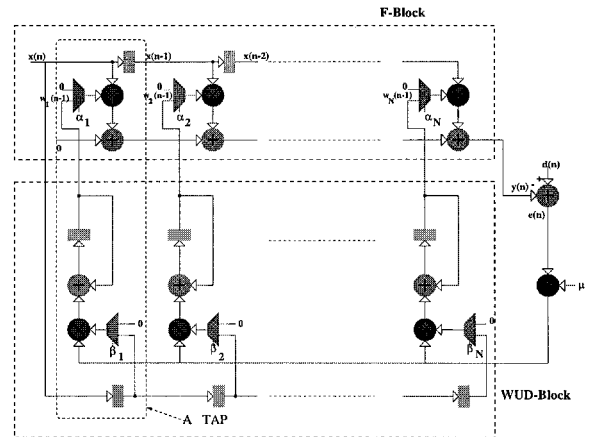 F-Block
x(n) x(n-1) x(n-2)
0 0 0
w1(n-1) w2(n-1) wN(n-1)
α1 α2 αN
0
d(n)
+
y(n) -
e(n)
μ
0 0 0
β1 β2 βN
WUD-Block
A TAP